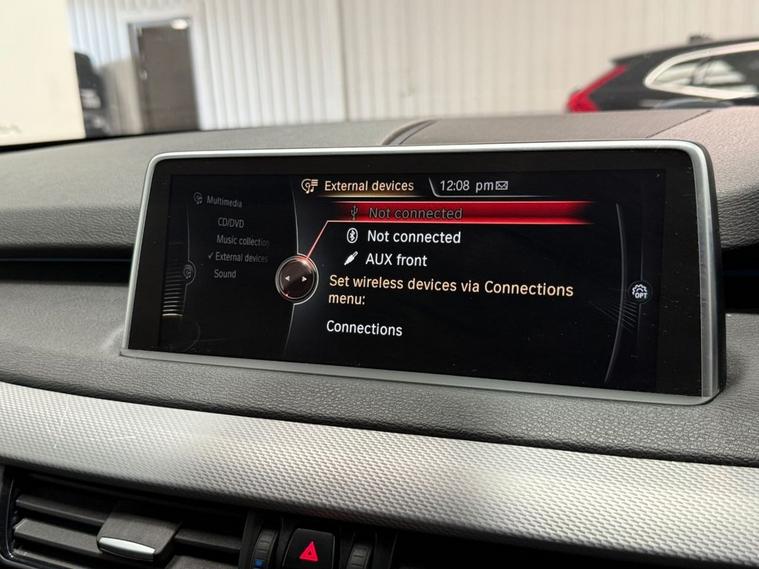 External devices
12:08 pm
Multimedia
CD/DVD
Music collection
External devices
Sound
Not connected
Not connected
AUX front
Set wireless devices via Connections
menu:
Connections
OPT